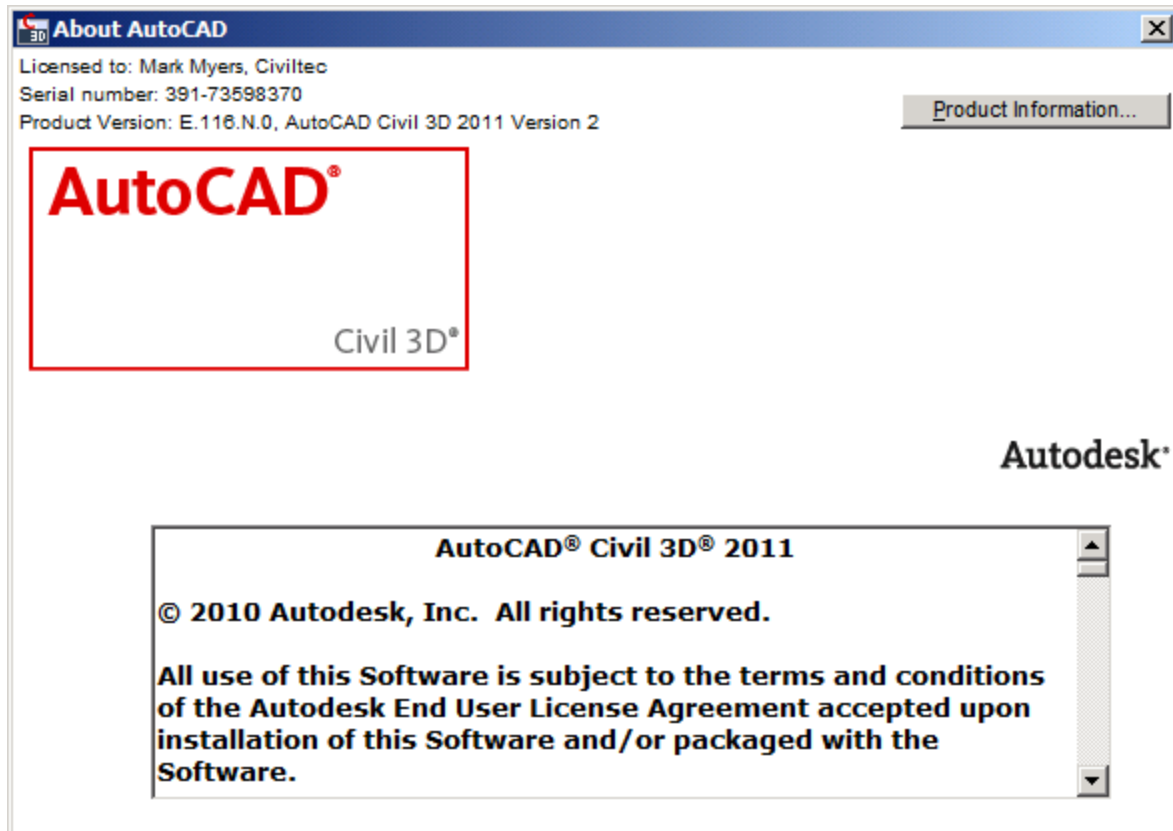 About AutoCAD
Licensed to: Mark Myers, Civiltec
Serial number: 391-73598370
Product Version: E.116.N.0, AutoCAD Civil 3D 2011 Version 2
Product Information...
AutoCAD®
Civil 3D®
Autodesk®
AutoCAD® Civil 3D® 2011
© 2010 Autodesk, Inc. All rights reserved.
All use of this Software is subject to the terms and conditions
of the Autodesk End User License Agreement accepted upon
installation of this Software and/or packaged with the
Software.